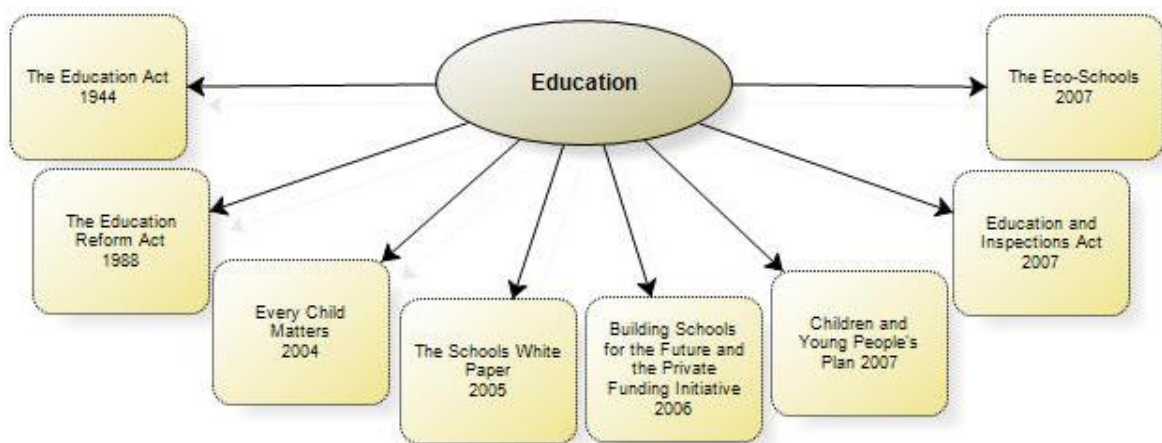 Education
The Education Act
1944
The Education
Reform Act
1988
Every Child
Matters
2004
The Schools White
Paper
2005
Building Schools
for the Future and
the Private
Funding Initiative
2006
Children and
Young People's
Plan 2007
Education and
Inspections Act
2007
The Eco-Schools
2007